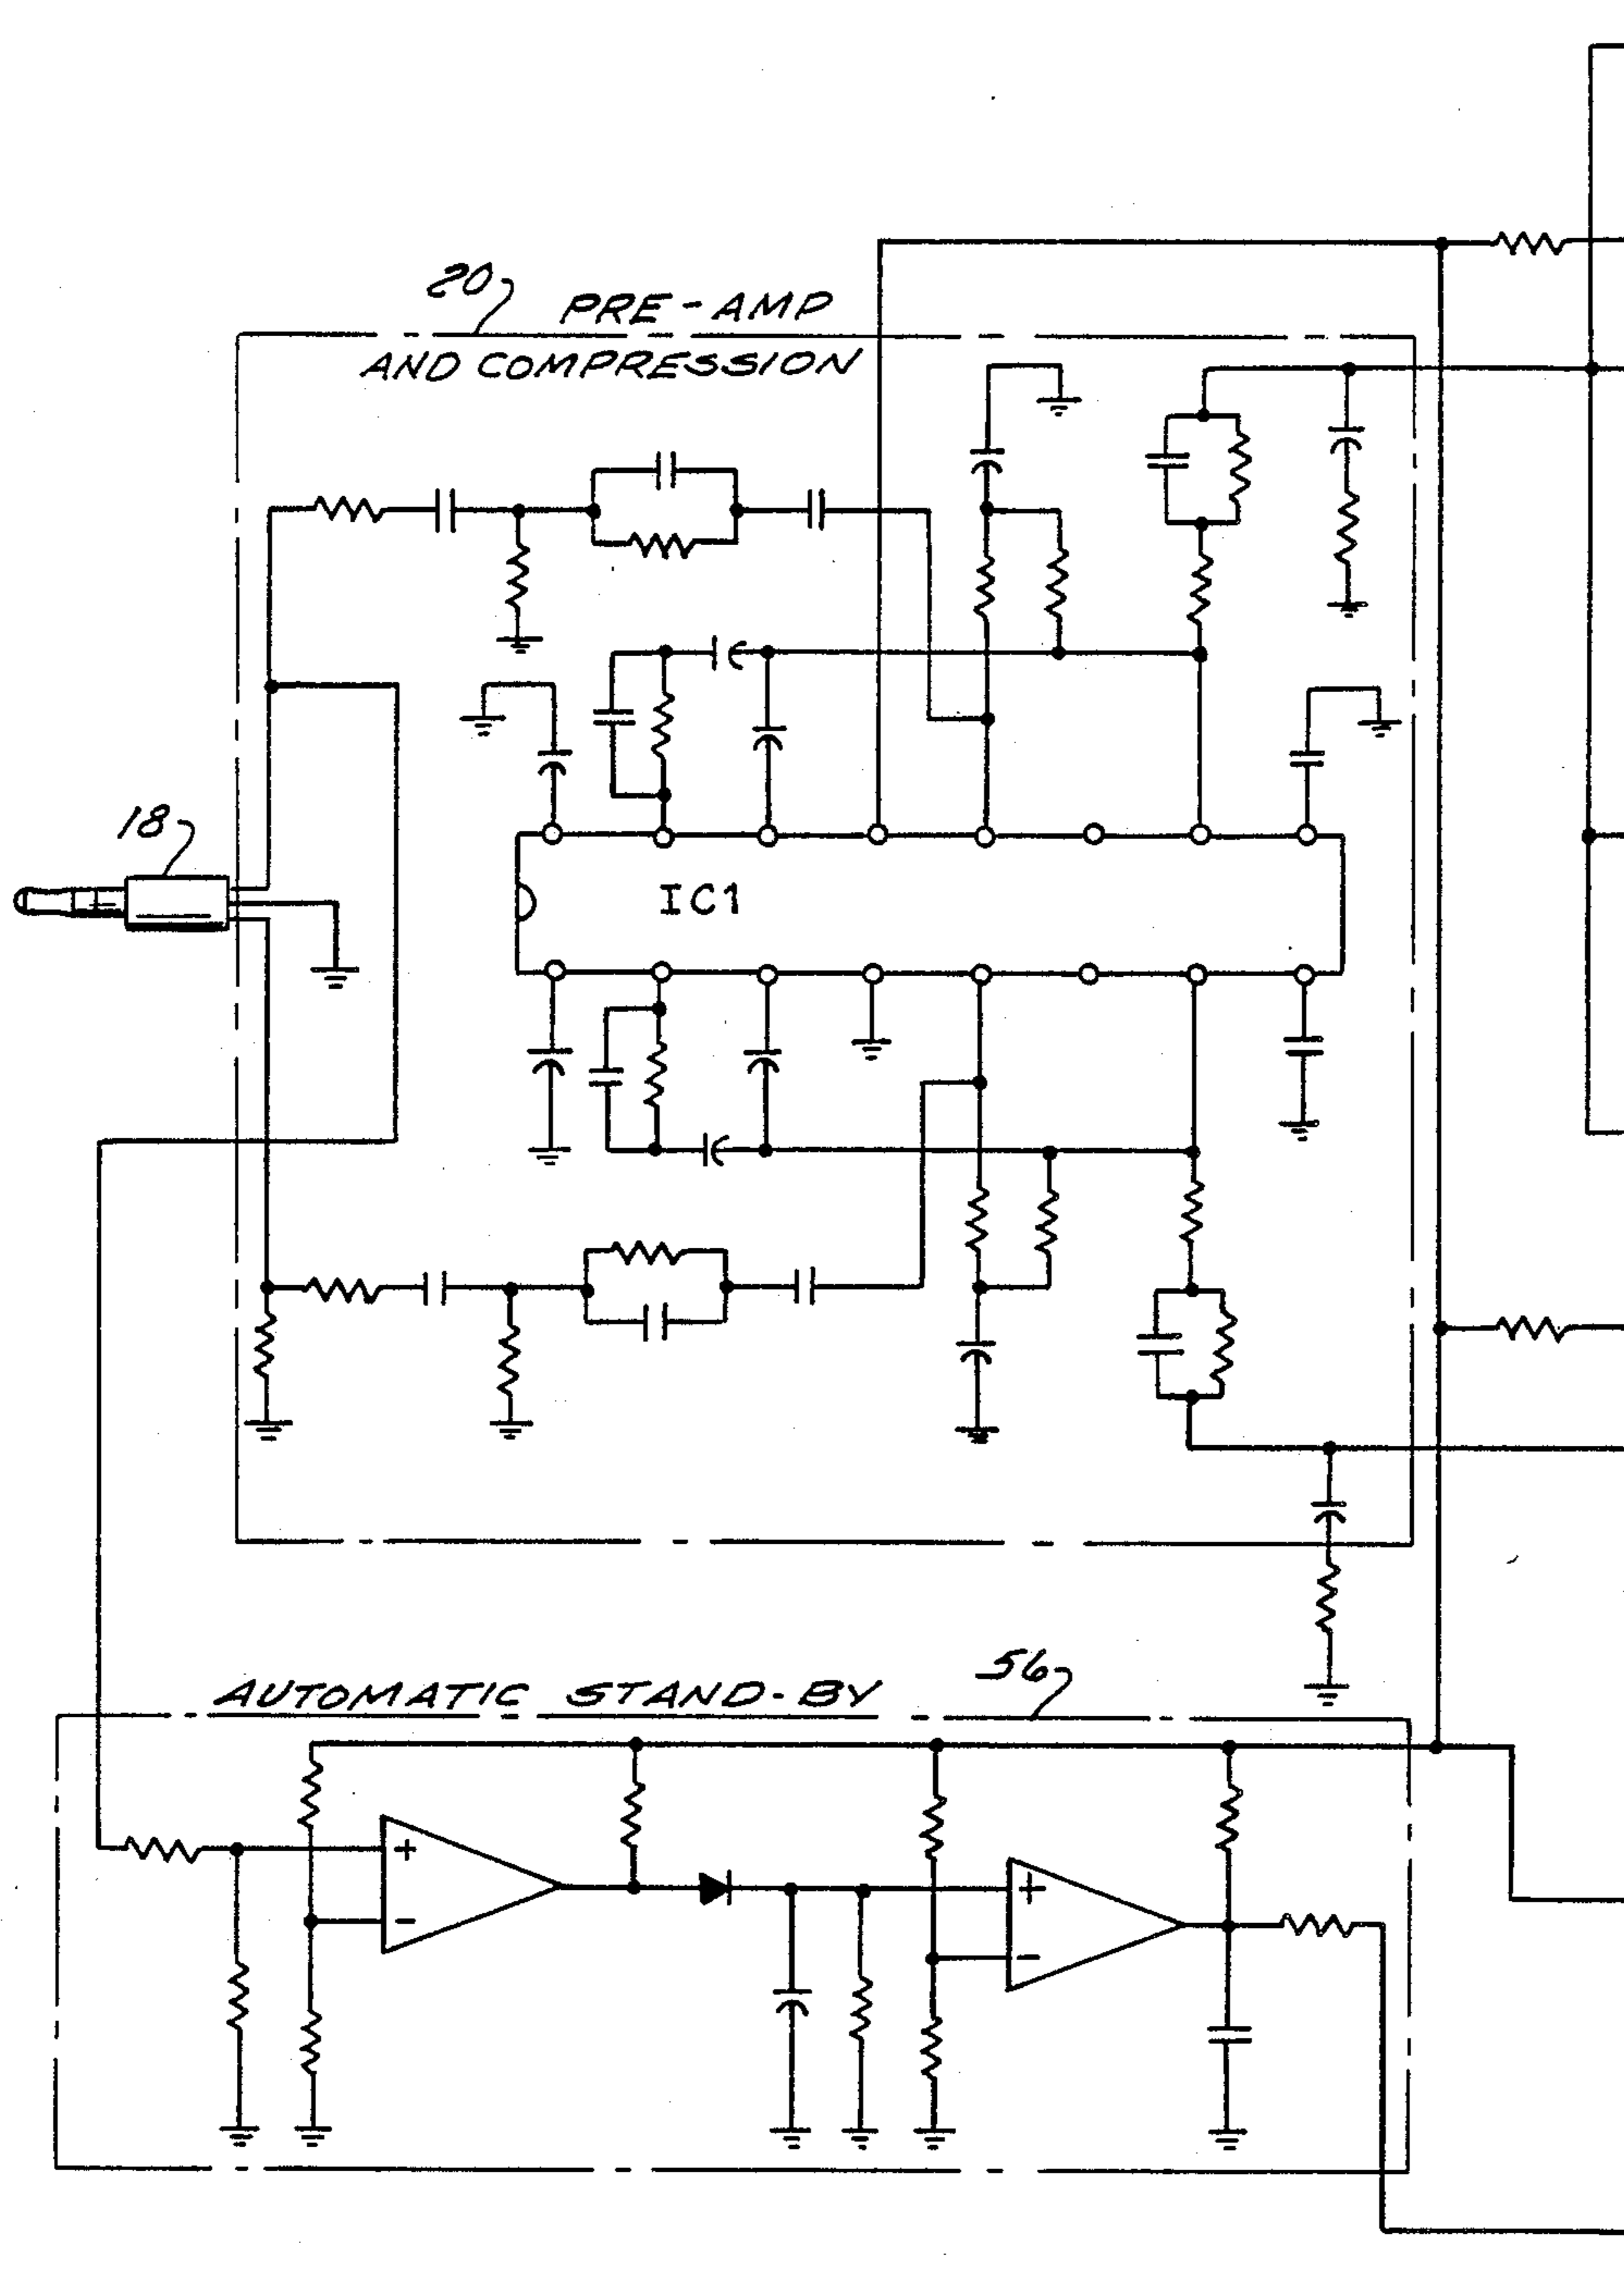 20
PRE-AMP
AND COMPRESSION
18
IC1
56
AUTOMATIC STAND-BY
+
-
+
-